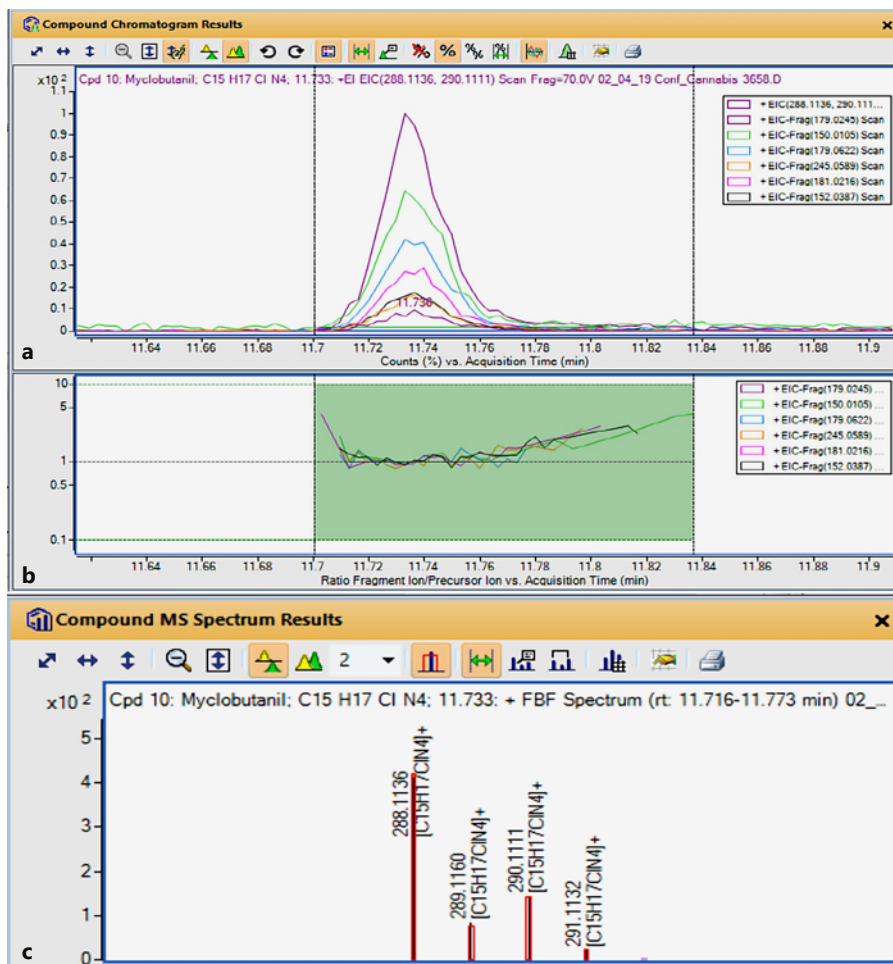 Compound Chromatogram Results
x10 2
Cpd 10: Myclobutanil; C15 H17 Cl N4; 11.733: +EI EIC(288.1136, 290.1111) Scan Frag=70.0V 02_04_19 Conf_Cannabis 3658.D
1.1
1
0.9
0.8
0.7
0.6
0.5
0.4
0.3
0.2
0.1
0
+ EIC(288.1136, 290.111...
+ EIC-Frag(179.0245) Scan
+ EIC-Frag(150.0105) Scan
+ EIC-Frag(179.0622) Scan
+ EIC-Frag(245.0589) Scan
+ EIC-Frag(181.0216) Scan
+ EIC-Frag(152.0387) Scan
11.738
a
11.64 11.66 11.68 11.7 11.72 11.74 11.76 11.78 11.8 11.82 11.84 11.86 11.88 11.9
Counts (%) vs. Acquisition Time (min)
10
5
1
0.5
0.1
+ EIC-Frag(179.0245) ...
+ EIC-Frag(150.0105) ...
+ EIC-Frag(179.0622) ...
+ EIC-Frag(245.0589) ...
+ EIC-Frag(181.0216) ...
+ EIC-Frag(152.0387) ...
b
11.64 11.66 11.68 11.7 11.72 11.74 11.76 11.78 11.8 11.82 11.84 11.86 11.88 11.9
Ratio Fragment Ion/Precursor Ion vs. Acquisition Time (min)
Compound MS Spectrum Results
2
x10 2
Cpd 10: Myclobutanil; C15 H17 Cl N4; 11.733: + FBF Spectrum (rt: 11.716-11.773 min) 02_...
5
4
3
2
1
0
288.1136
[C15H17ClN4]+
289.1160
[C15H17ClN4]+
290.1111
[C15H17ClN4]+
291.1132
[C15H17ClN4]+
c